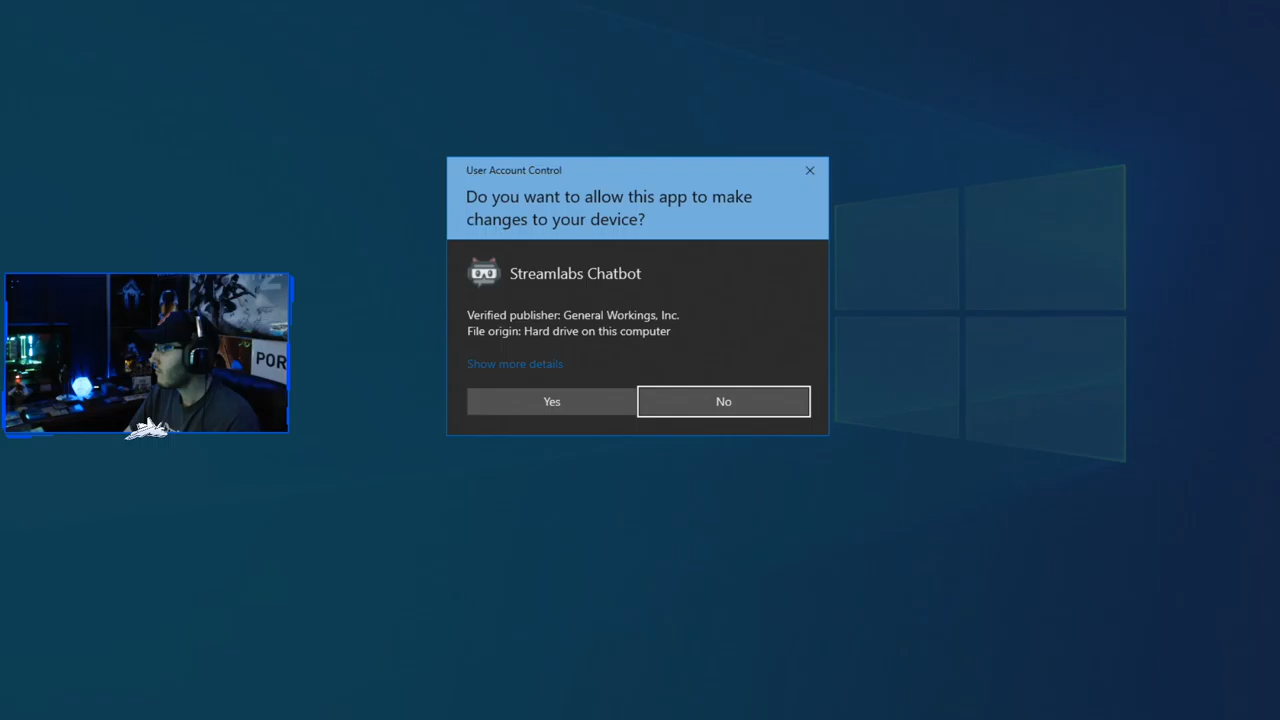 User Account Control
Do you want to allow this app to make
changes to your device?
Streamlabs Chatbot
Verified publisher: General Workings, Inc.
File origin: Hard drive on this computer
Show more details
Yes
No
POR